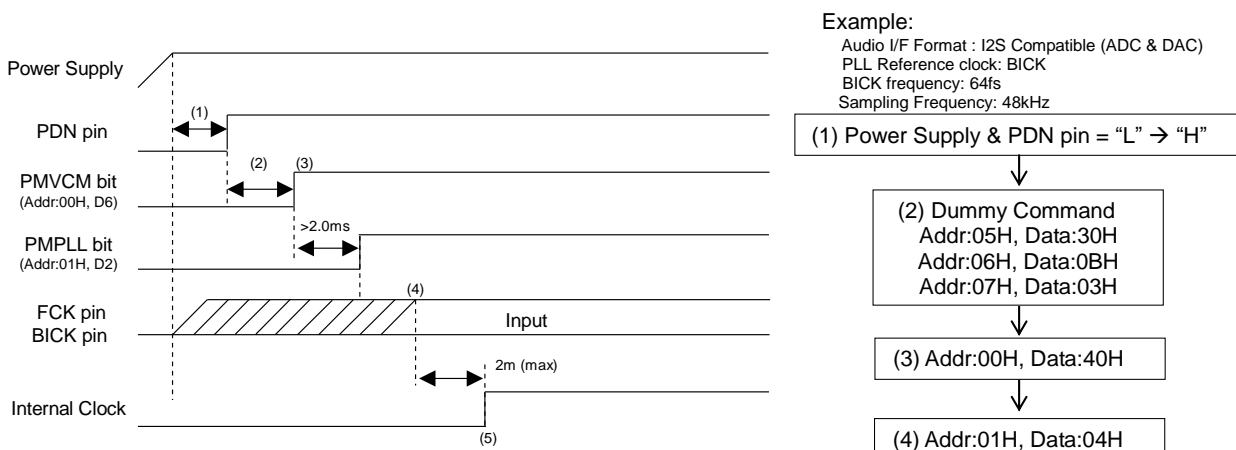 Power Supply
(1)
PDN pin
(2)
(3)
PMVCM bit
(Addr:00H, D6)
>2.0ms
PMPLL bit
(Addr:01H, D2)
(4)
FCK pin
BICK pin
Input
2m (max)
Internal Clock
(5)
Example:
Audio I/F Format : I2S Compatible (ADC & DAC)
PLL Reference clock: BICK
BICK frequency: 64fs
Sampling Frequency: 48kHz
(1) Power Supply & PDN pin = “L” → “H”
(2) Dummy Command
Addr:05H, Data:30H
Addr:06H, Data:0BH
Addr:07H, Data:03H
(3) Addr:00H, Data:40H
(4) Addr:01H, Data:04H